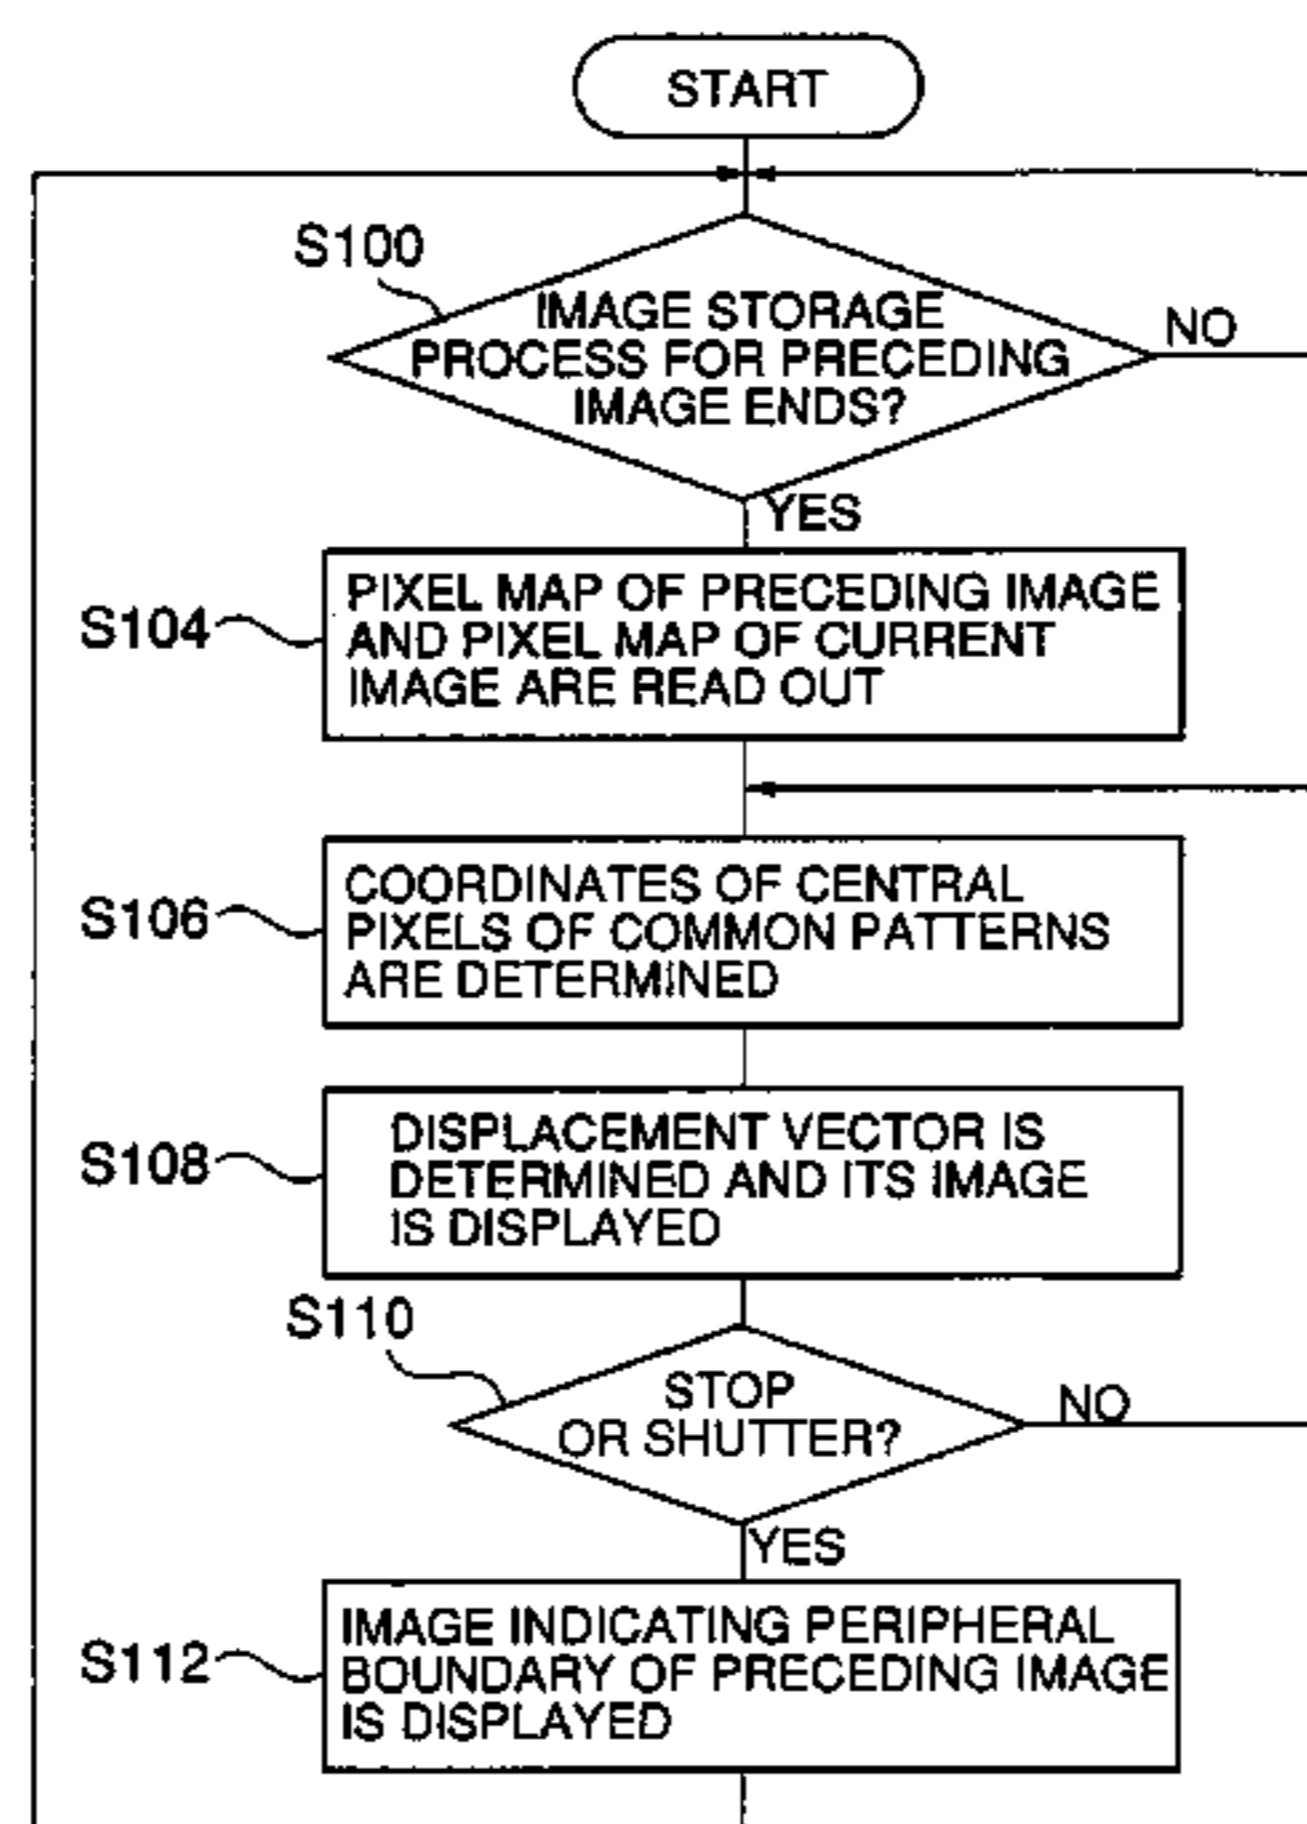 START
S100
IMAGE STORAGE
PROCESS FOR PRECEDING
IMAGE ENDS?
NO
YES
S104
PIXEL MAP OF PRECEDING IMAGE
AND PIXEL MAP OF CURRENT
IMAGE ARE READ OUT
S106
COORDINATES OF CENTRAL
PIXELS OF COMMON PATTERNS
ARE DETERMINED
S108
DISPLACEMENT VECTOR IS
DETERMINED AND ITS IMAGE
IS DISPLAYED
S110
STOP
OR SHUTTER?
NO
YES
S112
IMAGE INDICATING PERIPHERAL
BOUNDARY OF PRECEDING IMAGE
IS DISPLAYED